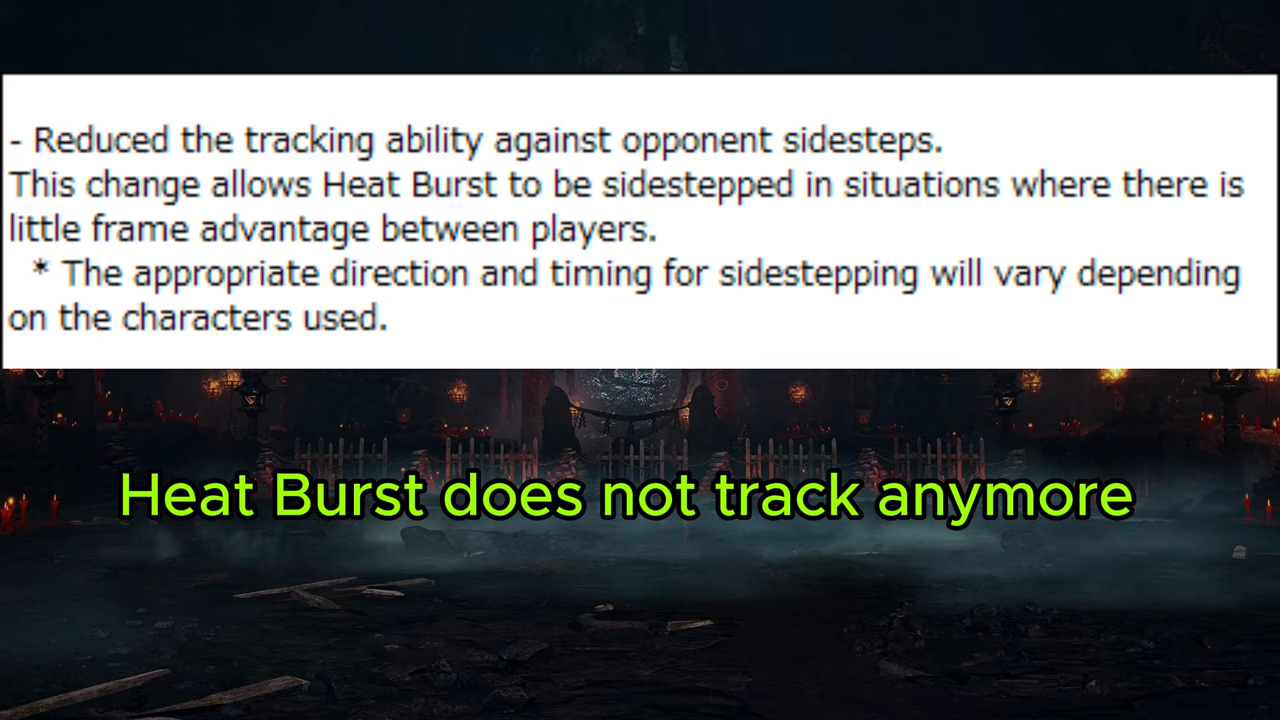 - Reduced the tracking ability against opponent sidesteps.
This change allows Heat Burst to be sidestepped in situations where there is
little frame advantage between players.
* The appropriate direction and timing for sidestepping will vary depending
on the characters used.
Heat Burst does not track anymore